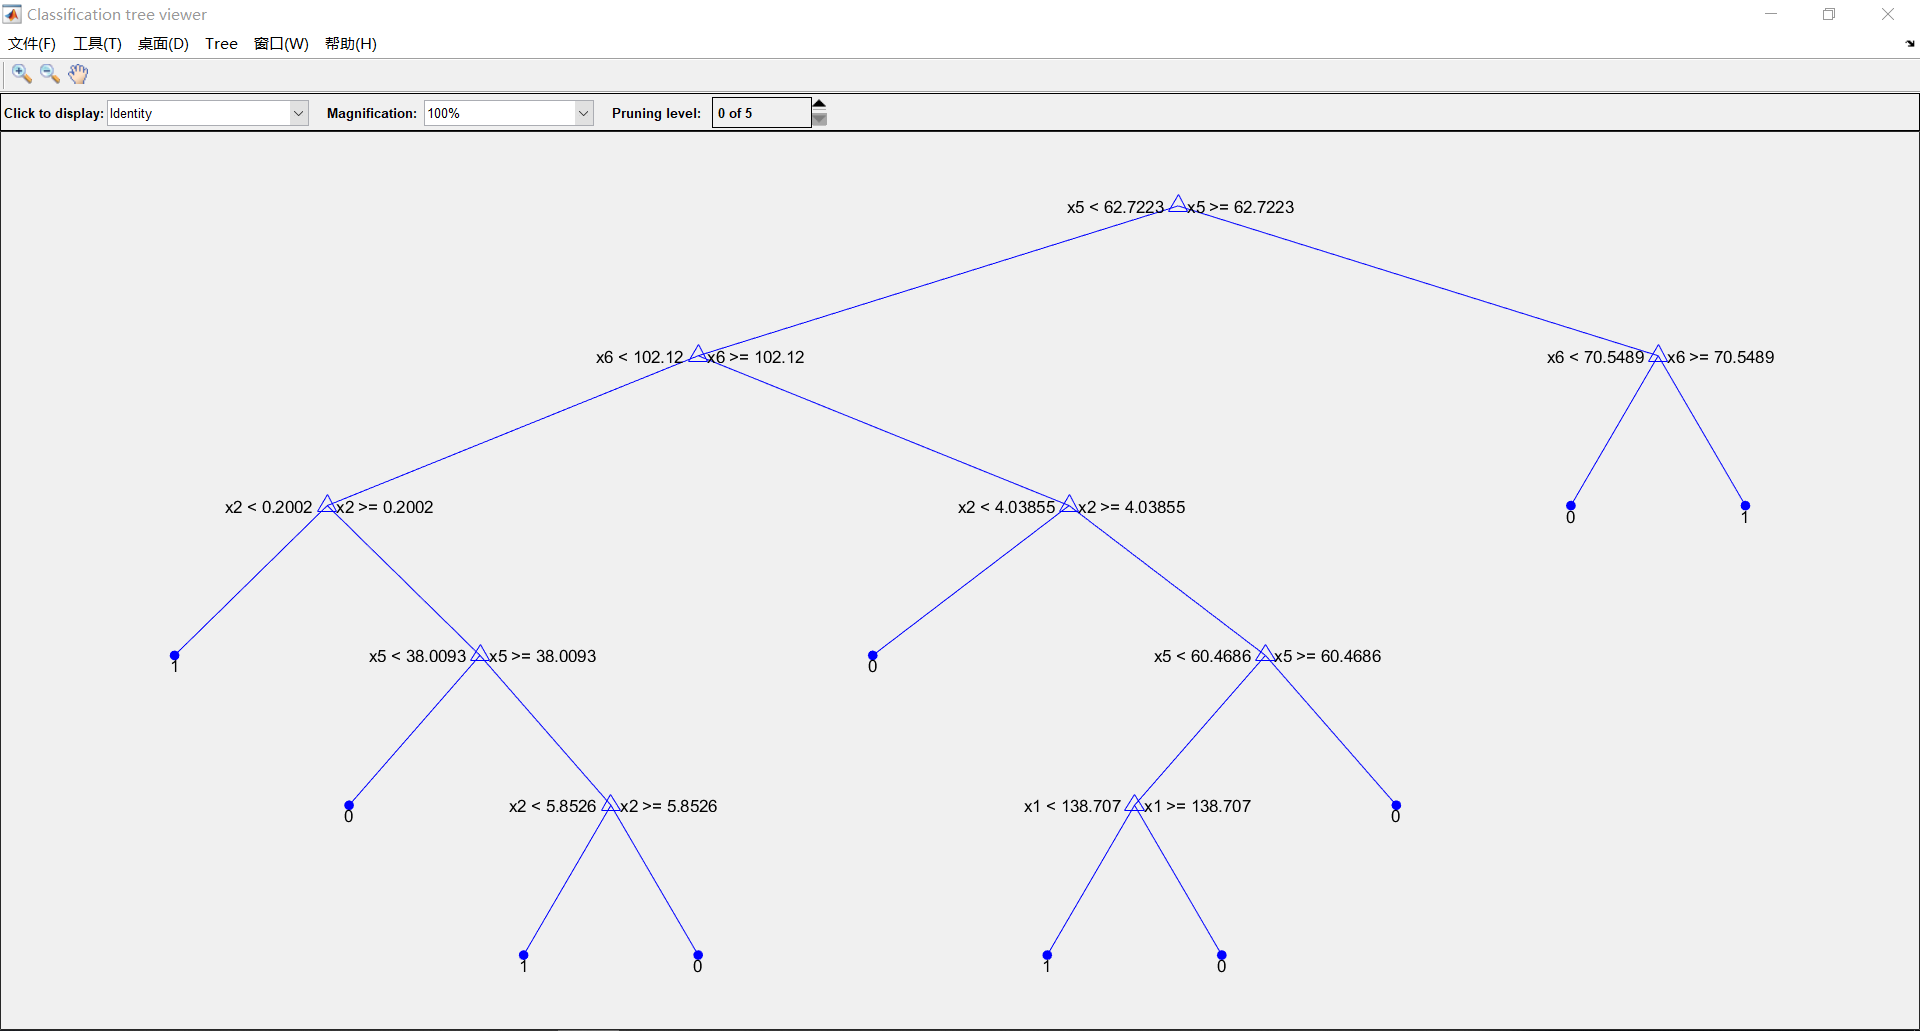 Classification tree viewer
文件(F) 工具(T) 桌面(D) Tree 窗口(W) 帮助(H)
Click to display: Identity Magnification: 100% Pruning level: 0 of 5
x5 < 62.7223 x5 >= 62.7223
x6 < 102.12 x6 >= 102.12 x6 < 70.5489 x6 >= 70.5489
x2 < 0.2002 x2 >= 0.2002 x2 < 4.03855 x2 >= 4.03855 0 1
1 x5 < 38.0093 x5 >= 38.0093 0 x5 < 60.4686 x5 >= 60.4686
0 x2 < 5.8526 x2 >= 5.8526 x1 < 138.707 x1 >= 138.707 0
1 0 1 0